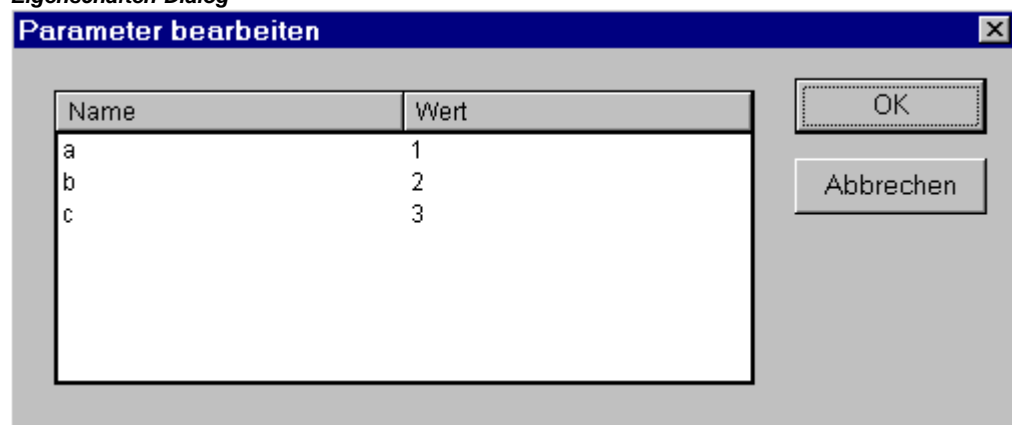 Eigenschaften-Dialog
Parameter bearbeiten
Name Wert
a 1
b 2
c 3
OK
Abbrechen